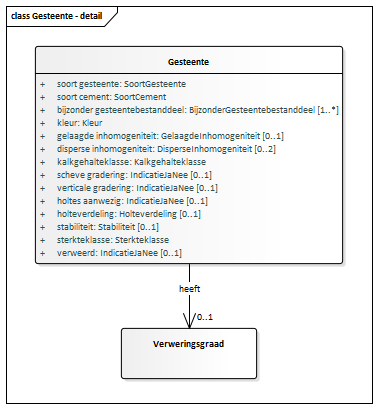 class Gesteente - detail
Gesteente
+ soort gesteente: SoortGesteente
+ soort cement: SoortCement
+ bijzonder gesteentebestanddeel: BijzonderGesteentebestanddeel [1..*]
+ kleur: Kleur
+ gelaagde inhomogeniteit: GelaagdeInhomogeniteit [0..1]
+ disperse inhomogeniteit: DisperseInhomogeniteit [0..2]
+ kalkgehalteklasse: Kalkgehalteklasse
+ scheve gradering: IndicatieJaNee [0..1]
+ verticale gradering: IndicatieJaNee [0..1]
+ holtes aanwezig: IndicatieJaNee [0..1]
+ holteverdeling: Holteverdeling [0..1]
+ stabiliteit: Stabiliteit [0..1]
+ sterkteklasse: Sterkteklasse
+ verweerd: IndicatieJaNee [0..1]
heeft
0..1
Verweringsgraad